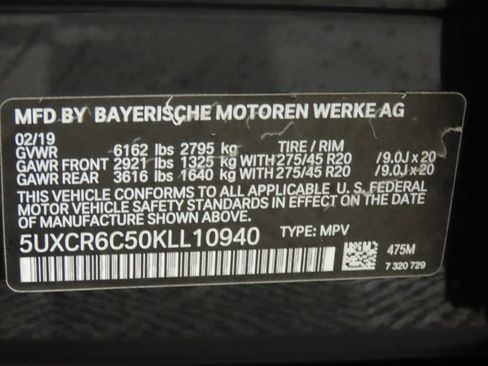 MFD BY BAYERISCHE MOTOREN WERKE AG
02/19
GVWR 6162 lbs 2795 kg TIRE / RIM
GAWR FRONT 2921 lbs 1325 kg WITH 275/45 R20 /9.0J x 20
GAWR REAR 3616 lbs 1640 kg WITH 275/45 R20 /9.0J x 20
THIS VEHICLE CONFORMS TO ALL APPLICABLE U. S. FEDERAL
MOTOR VEHICLE SAFETY STANDARDS IN EFFECT ON THE
DATE OF MANUFACTURE SHOWN ABOVE.
5UXCR6C50KLL10940 TYPE: MPV
475M
7 320 729